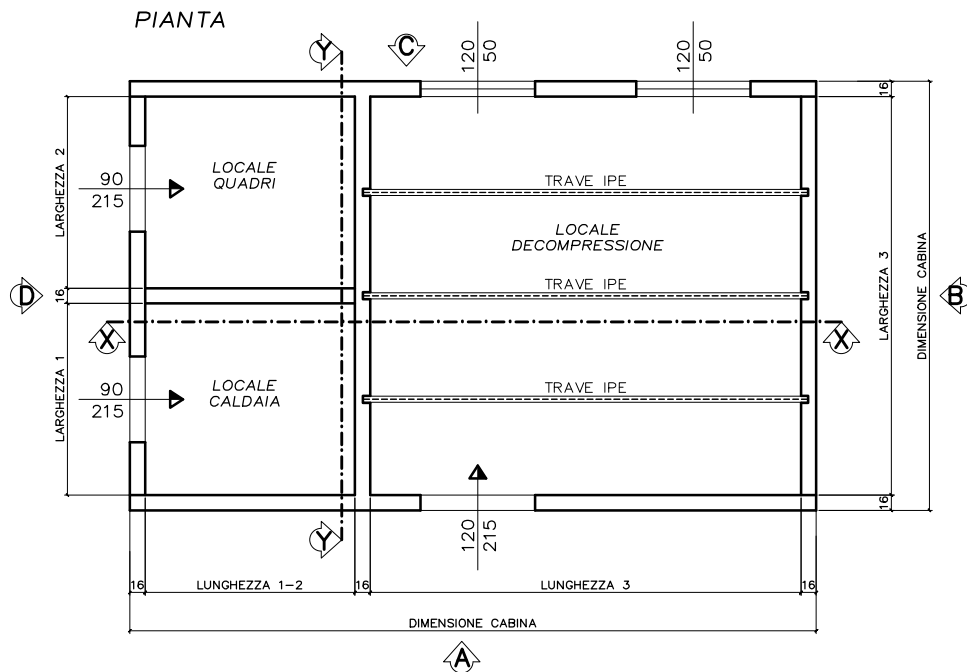 PIANTA
Y
C
120
50
120
50
16
LARGHEZZA 2
LOCALE
QUADRI
90
215
TRAVE IPE
LOCALE
DECOMPRESSIONE
LARGHEZZA 3
DIMENSIONE CABINA
D
16
TRAVE IPE
B
X
X
LARGHEZZA 1
LOCALE
CALDAIA
90
215
TRAVE IPE
16
Y
120
215
16
LUNGHEZZA 1-2
16
LUNGHEZZA 3
16
DIMENSIONE CABINA
A